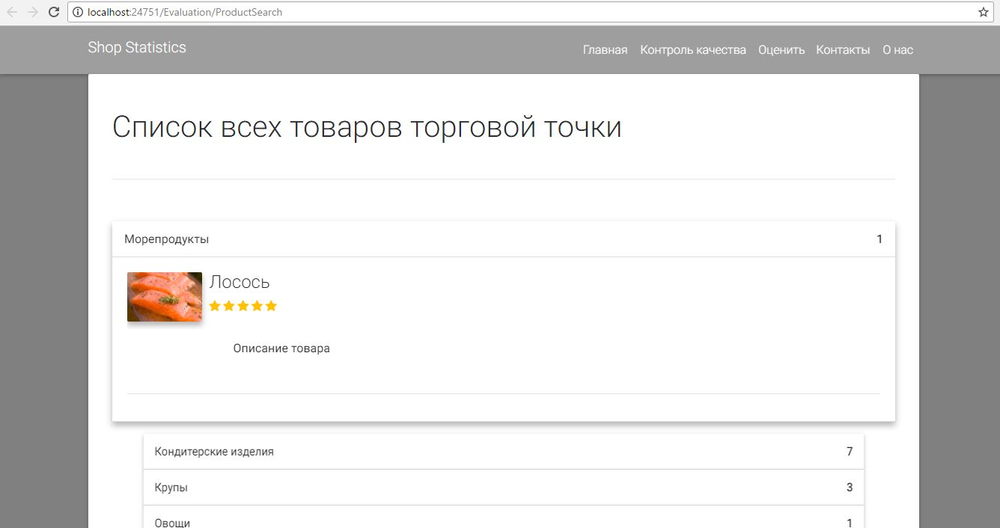 localhost:24751/Evaluation/ProductSearch
Shop Statistics
Главная Контроль качества Оценить Контакты О нас
Список всех товаров торговой точки
Морепродукты 1
Лосось
Описание товара
Кондитерские изделия 7
Крупы 3
Овощи 1